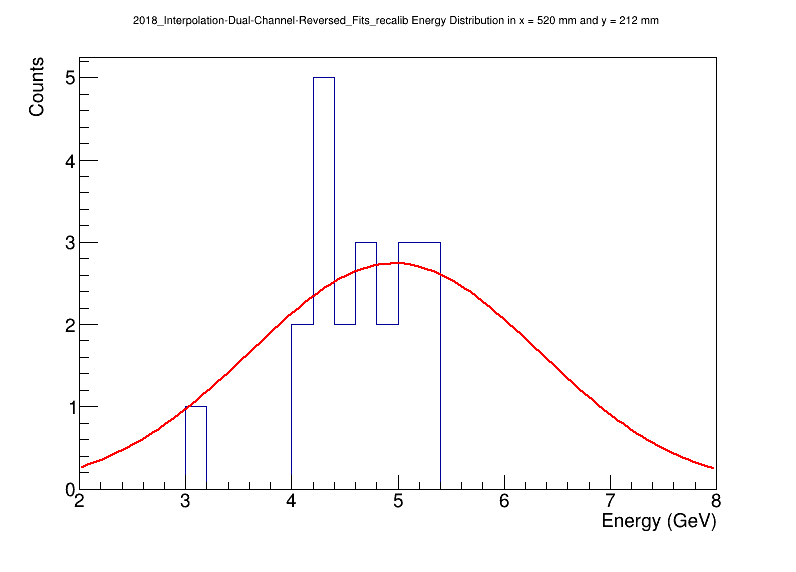 2018_Interpolation-Dual-Channel-Reversed_Fits_recalib Energy Distribution in x = 520 mm and y = 212 mm
Counts
5
4
3
2
1
0
2 3 4 5 6 7 8
Energy (GeV)